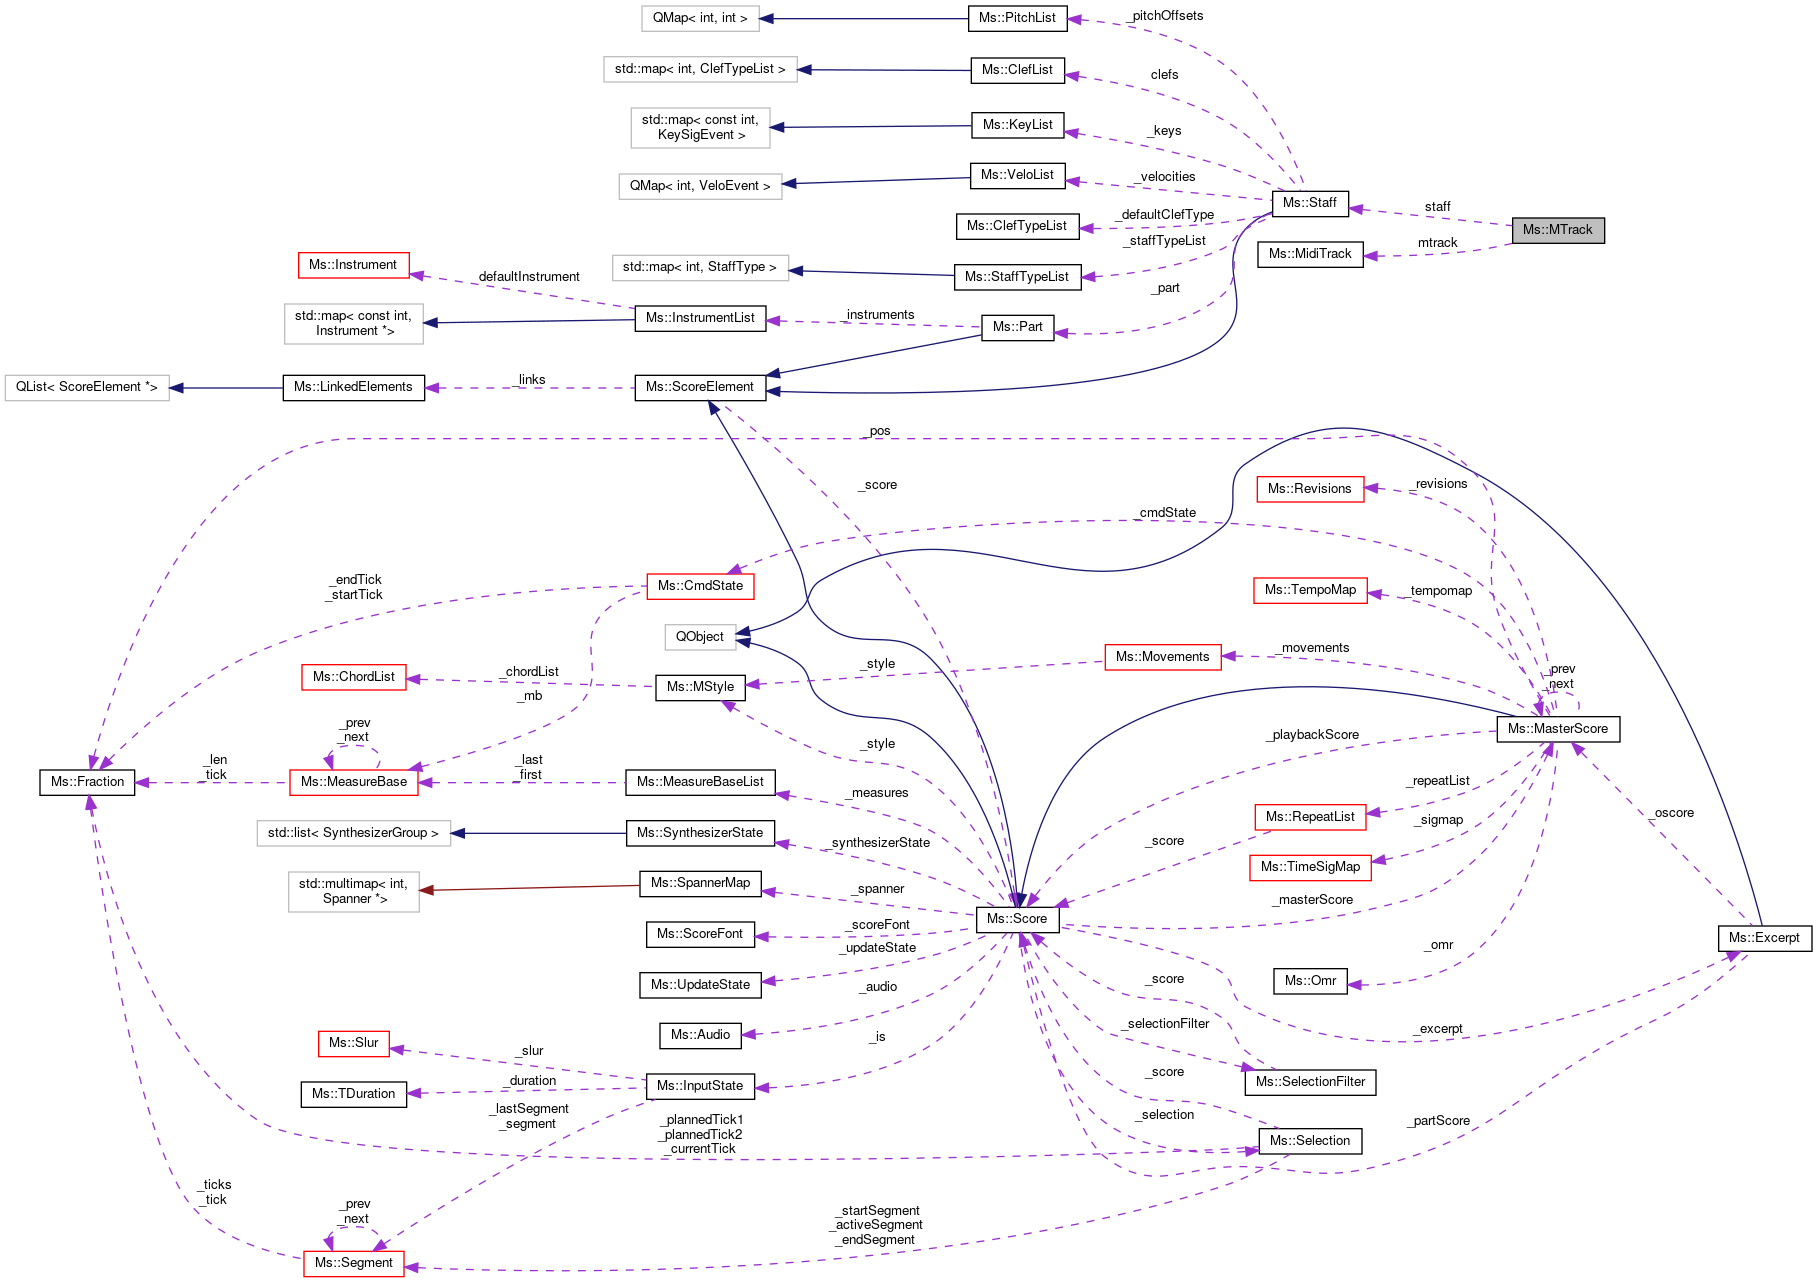 QMap< int, int >
Ms::PitchList
_pitchOffsets
std::map< int, ClefTypeList >
Ms::ClefList
clefs
std::map< const int,
KeySigEvent >
Ms::KeyList
_keys
QMap< int, VeloEvent >
Ms::VeloList
_velocities
Ms::Staff
staff
Ms::MTrack
Ms::ClefTypeList
_defaultClefType
mtrack
Ms::MidiTrack
_staffTypeList
Ms::Instrument
defaultInstrument
std::map< int, StaffType >
Ms::StaffTypeList
_part
std::map< const int,
Instrument *>
Ms::InstrumentList
_instruments
Ms::Part
QList< ScoreElement *>
Ms::LinkedElements
_links
Ms::ScoreElement
_pos
_score
Ms::Revisions
_revisions
_cmdState
_endTick
_startTick
Ms::CmdState
Ms::TempoMap
_tempomap
QObject
_style
Ms::Movements
_movements
Ms::ChordList
_chordList
Ms::MStyle
_prev
_next
_mb
Ms::MasterScore
_prev
_next
_style
_playbackScore
_len
_tick
_last
_first
Ms::Fraction
Ms::MeasureBase
Ms::MeasureBaseList
_measures
_repeatList
std::list< SynthesizerGroup >
Ms::SynthesizerState
_synthesizerState
_score
Ms::RepeatList
_sigmap
_oscore
Ms::TimeSigMap
std::multimap< int,
Spanner *>
Ms::SpannerMap
_spanner
_masterScore
Ms::Score
Ms::ScoreFont
_scoreFont
_updateState
_omr
Ms::Excerpt
Ms::UpdateState
_audio
_score
Ms::Omr
Ms::Audio
_selectionFilter
_excerpt
Ms::Slur
_slur
_is
Ms::TDuration
_duration
Ms::InputState
_score
Ms::SelectionFilter
_lastSegment
_segment
_plannedTick1
_plannedTick2
_currentTick
_selection
_partScore
Ms::Selection
_ticks
_tick
_prev
_next
_startSegment
_activeSegment
_endSegment
Ms::Segment